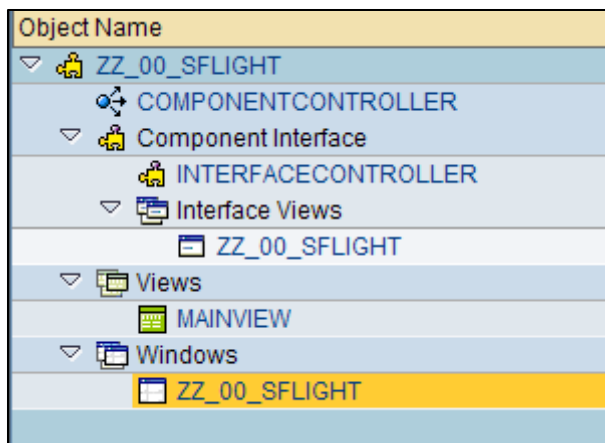 Object Name
ZZ_00_SFLIGHT
COMPONENTCONTROLLER
Component Interface
INTERFACECONTROLLER
Interface Views
ZZ_00_SFLIGHT
Views
MAINVIEW
Windows
ZZ_00_SFLIGHT